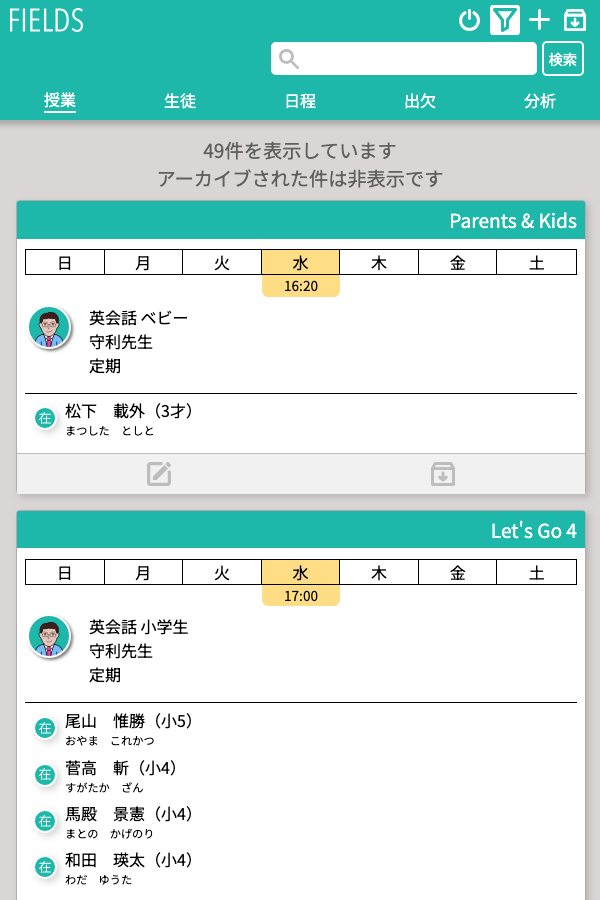 FIELDS
検索
授業 生徒 日程 出欠 分析
49件を表示しています
アーカイブされた件は非表示です
Parents & Kids
日 月 火 水 木 金 土
16:20
英会話 ベビー
守利先生
定期
在 松下　載外（3才）
まつした　としと
Let's Go 4
日 月 火 水 木 金 土
17:00
英会話 小学生
守利先生
定期
在 尾山　惟勝（小5）
おやま　これかつ
在 菅高　斬（小4）
すがたか　ざん
在 馬殿　景憲（小4）
まとの　かげのり
在 和田　瑛太（小4）
わだ　ゆうた